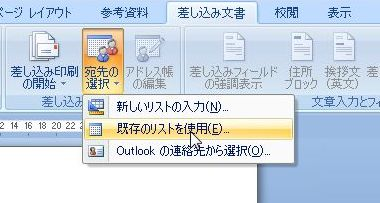 ページ レイアウト 参考資料 差し込み文書 校閲 表示
差し込み印刷の開始
宛先の選択
アドレス帳の編集
差し込みフィールドの強調表示
住所ブロック
挨拶文(英文)
差し込み
文章入力とフィ
新しいリストの入力(N)...
既存のリストを使用(E)...
Outlook の連絡先から選択(O)...